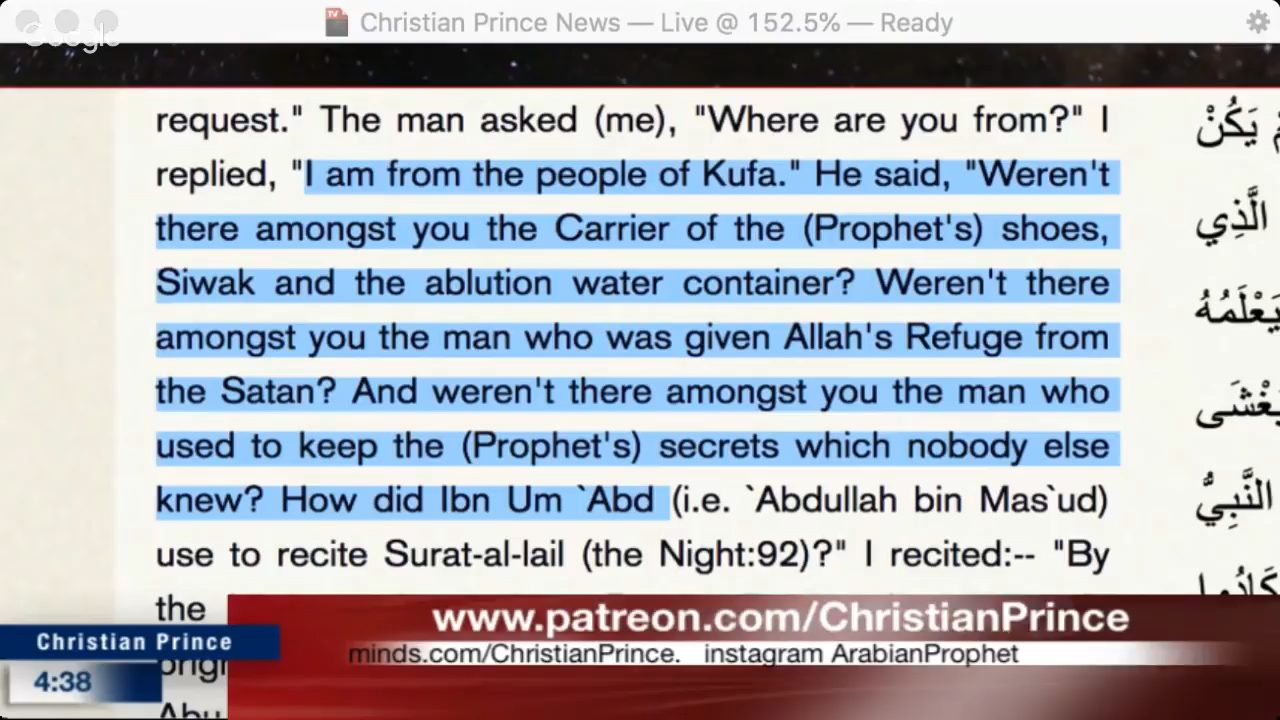 Christian Prince News — Live @ 152.5% — Ready
Google
request." The man asked (me), "Where are you from?" I
replied, "I am from the people of Kufa." He said, "Weren't
there amongst you the Carrier of the (Prophet's) shoes,
Siwak and the ablution water container? Weren't there
amongst you the man who was given Allah's Refuge from
the Satan? And weren't there amongst you the man who
used to keep the (Prophet's) secrets which nobody else
knew? How did Ibn Um `Abd (i.e. `Abdullah bin Mas`ud)
use to recite Surat-al-lail (the Night:92)?" I recited:-- "By
the
يَكُنْ
الَّذِي
يَعْلَمُهُ
يَغْشَى
النَّبِيُّ
كَادُوا
www.patreon.com/ChristianPrince
minds.com/ChristianPrince. instagram ArabianProphet
Christian Prince
4:38